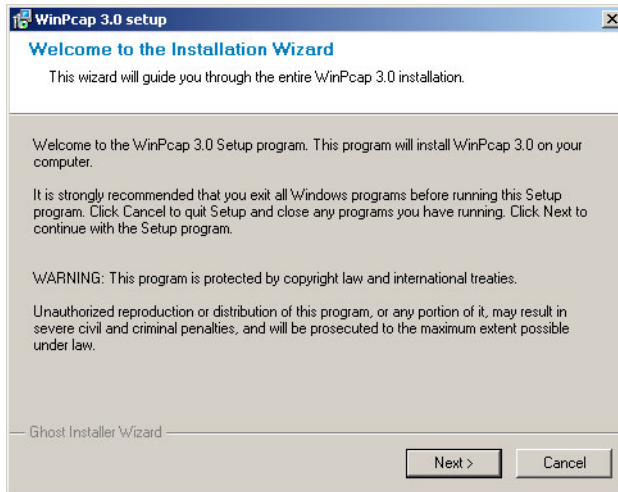 WinPcap 3.0 setup
Welcome to the Installation Wizard
This wizard will guide you through the entire WinPcap 3.0 installation.
Welcome to the WinPcap 3.0 Setup program. This program will install WinPcap 3.0 on your
computer.
It is strongly recommended that you exit all Windows programs before running this Setup
program. Click Cancel to quit Setup and close any programs you have running. Click Next to
continue with the Setup program.
WARNING: This program is protected by copyright law and international treaties.
Unauthorized reproduction or distribution of this program, or any portion of it, may result in
severe civil and criminal penalties, and will be prosecuted to the maximum extent possible
under law.
Ghost Installer Wizard
Next > Cancel